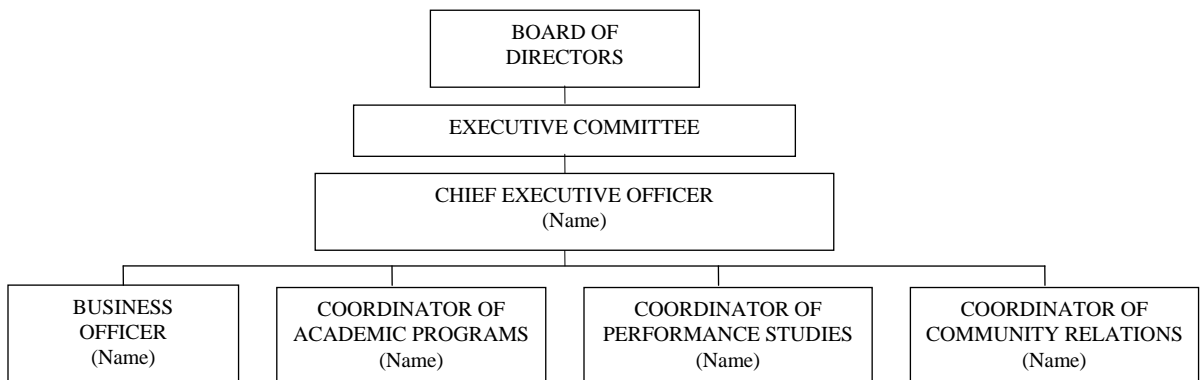 BOARD OF
DIRECTORS
EXECUTIVE COMMITTEE
CHIEF EXECUTIVE OFFICER
(Name)
BUSINESS
OFFICER
(Name)
COORDINATOR OF
ACADEMIC PROGRAMS
(Name)
COORDINATOR OF
PERFORMANCE STUDIES
(Name)
COORDINATOR OF
COMMUNITY RELATIONS
(Name)